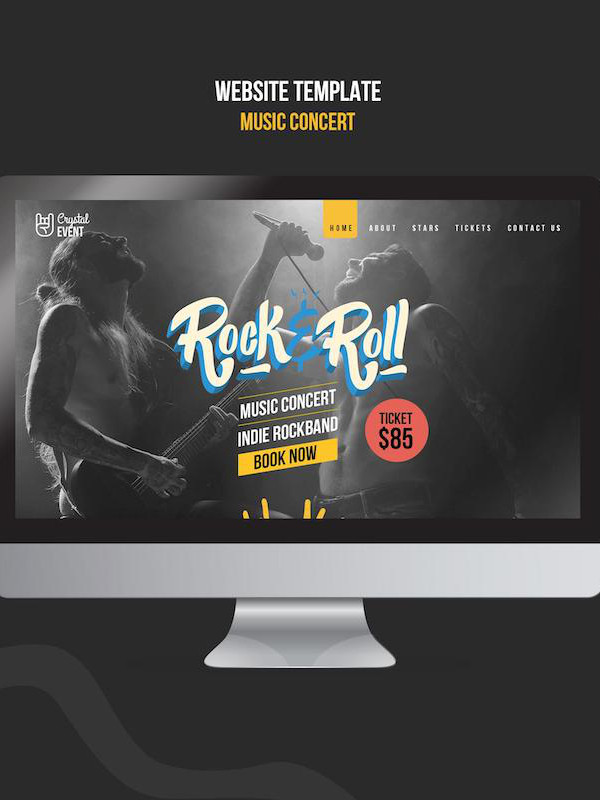 WEBSITE TEMPLATE
MUSIC CONCERT
Crystal
EVENT
HOME ABOUT STARS TICKETS CONTACT US
Rock & Roll
MUSIC CONCERT
INDIE ROCKBAND
BOOK NOW
TICKET
$85